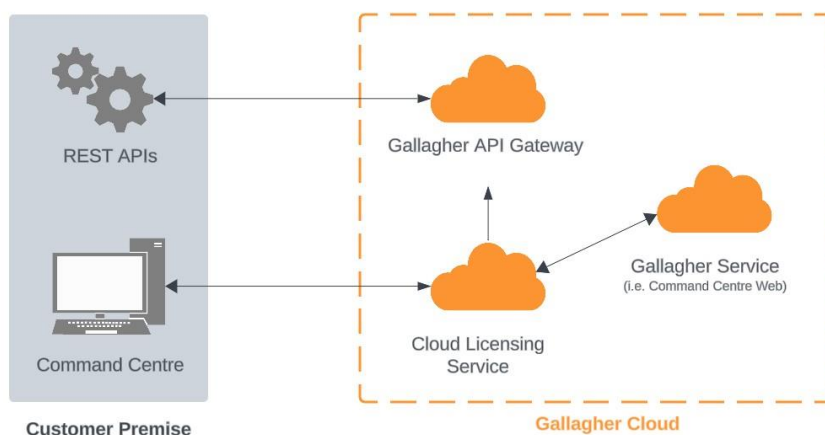 REST APIs
Gallagher API Gateway
Gallagher Service
(i.e. Command Centre Web)
Command Centre
Cloud Licensing
Service
Customer Premise
Gallagher Cloud